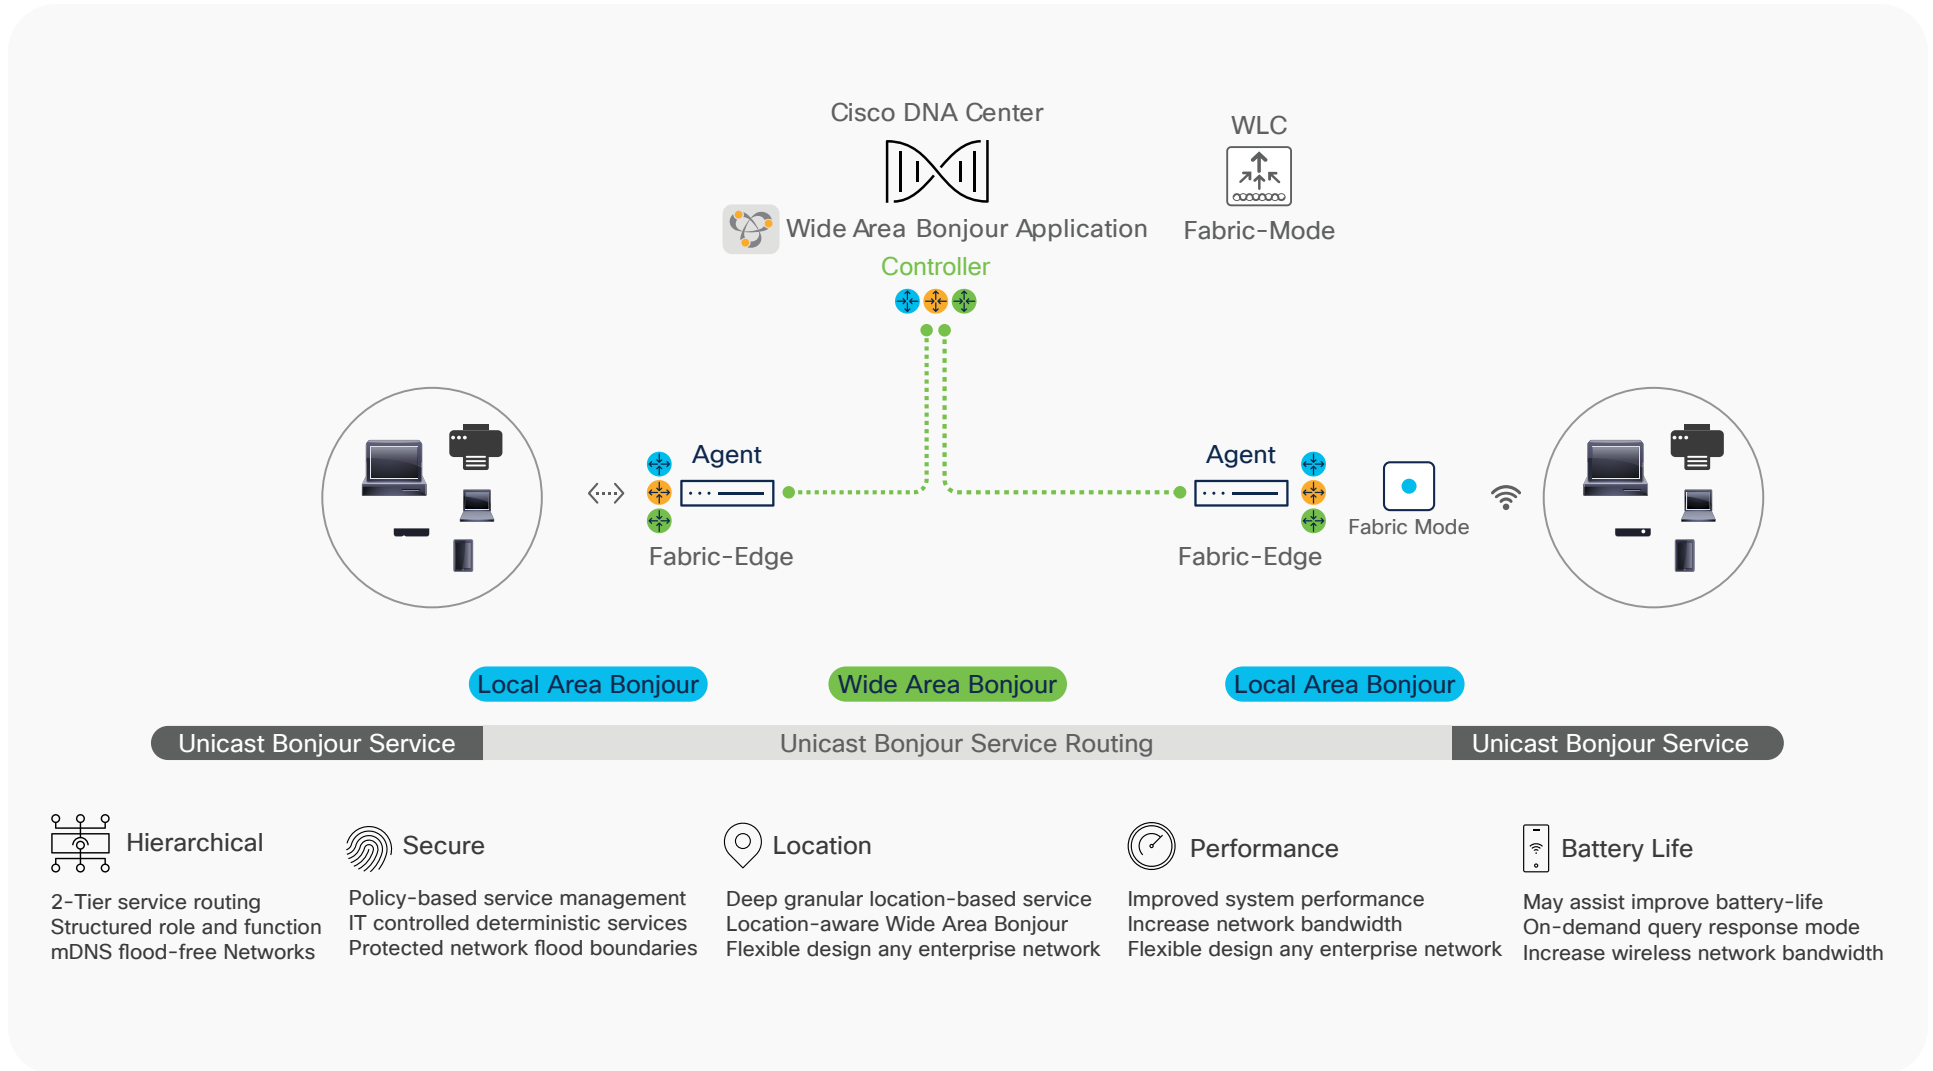 Cisco DNA Center
WLC
Wide Area Bonjour Application
Fabric-Mode
Controller
Agent
Fabric-Edge
Agent
Fabric-Edge
Fabric Mode
Local Area Bonjour
Wide Area Bonjour
Local Area Bonjour
Unicast Bonjour Service
Unicast Bonjour Service Routing
Unicast Bonjour Service
Hierarchical
2-Tier service routing
Structured role and function
mDNS flood-free Networks
Secure
Policy-based service management
IT controlled deterministic services
Protected network flood boundaries
Location
Deep granular location-based service
Location-aware Wide Area Bonjour
Flexible design any enterprise network
Performance
Improved system performance
Increase network bandwidth
Flexible design any enterprise network
Battery Life
May assist improve battery-life
On-demand query response mode
Increase wireless network bandwidth